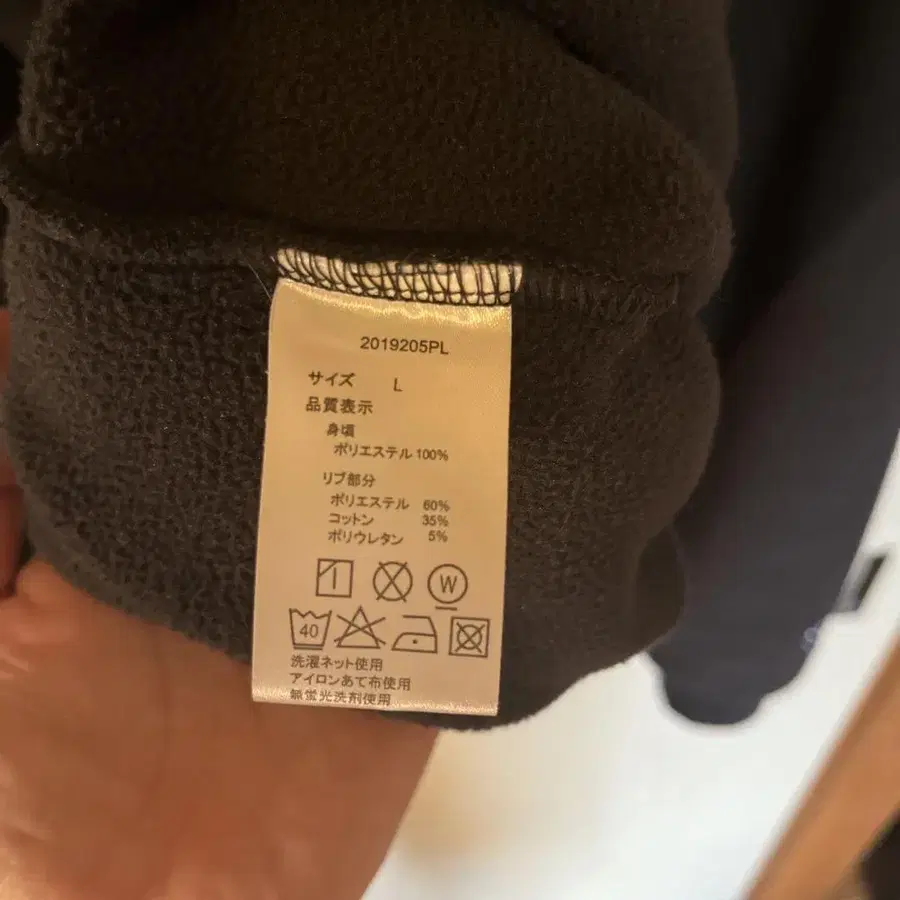 2019205PL
サイズ L
品質表示
身頃
ポリエステル 100%
リブ部分
ポリエステル 60%
コットン 35%
ポリウレタン 5%
W
40
洗濯ネット使用
アイロンあて布使用
無蛍光洗剤使用